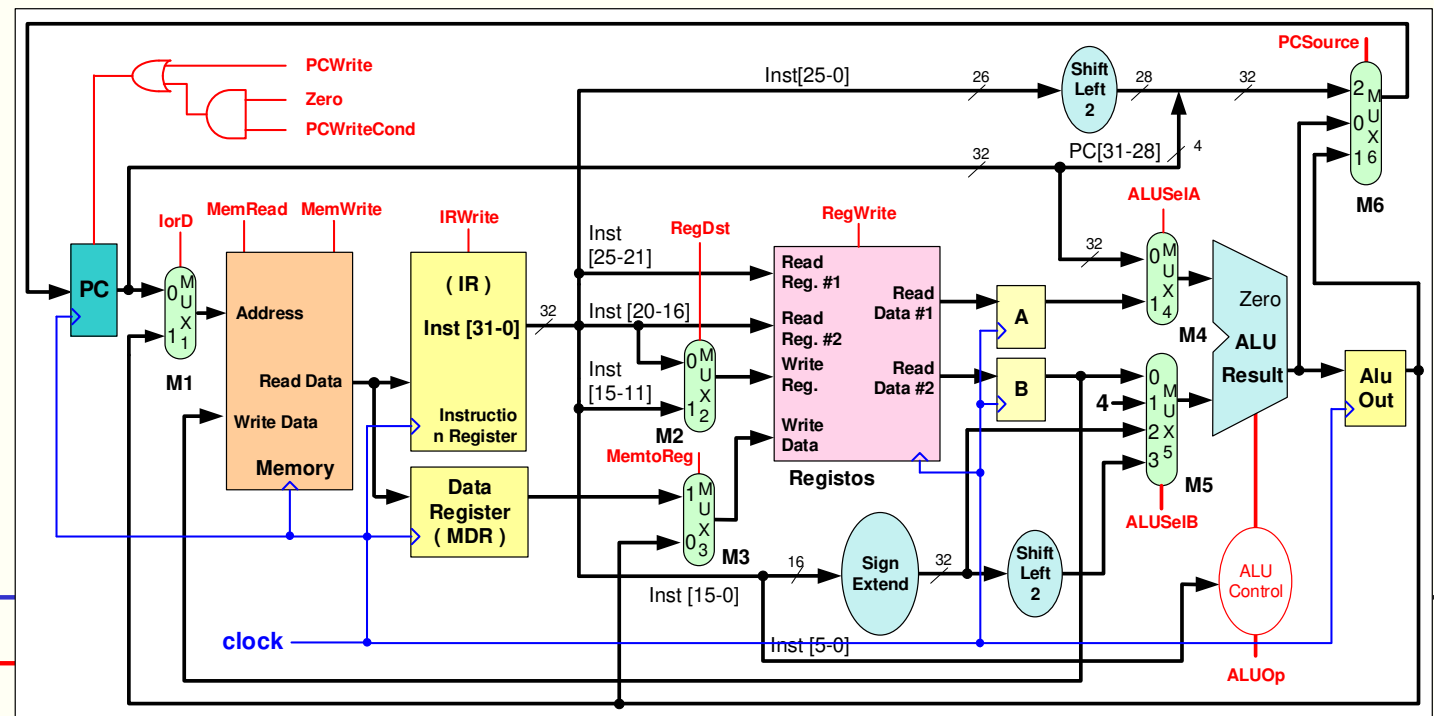 PCWrite
Zero
PCWriteCond
Inst[25-0]
26
Shift
Left
2
28
32
PCSource
2
0
1
M
U
X
6
M6
32
PC[31-28]
4
IorD
MemRead
MemWrite
IRWrite
RegDst
RegWrite
ALUSelA
PC
0
1
M
U
X
1
M1
Address
Read Data
Write Data
Memory
( IR )
Inst [31-0]
Instructio
n Register
32
Data
Register
( MDR )
Inst
[25-21]
Inst [20-16]
Inst
[15-11]
0
1
M
U
X
2
M2
MemtoReg
1
0
M
U
X
3
M3
Read
Reg. #1
Read
Reg. #2
Write
Reg.
Write
Data
Read
Data #1
Read
Data #2
Registos
A
B
32
0
1
M
U
X
4
M4
4
0
1
2
3
M
U
X
5
M5
ALUSelB
Zero
ALU
Result
Alu
Out
Inst [15-0]
16
Sign
Extend
32
Shift
Left
2
ALU
Control
ALUOp
clock
Inst [5-0]